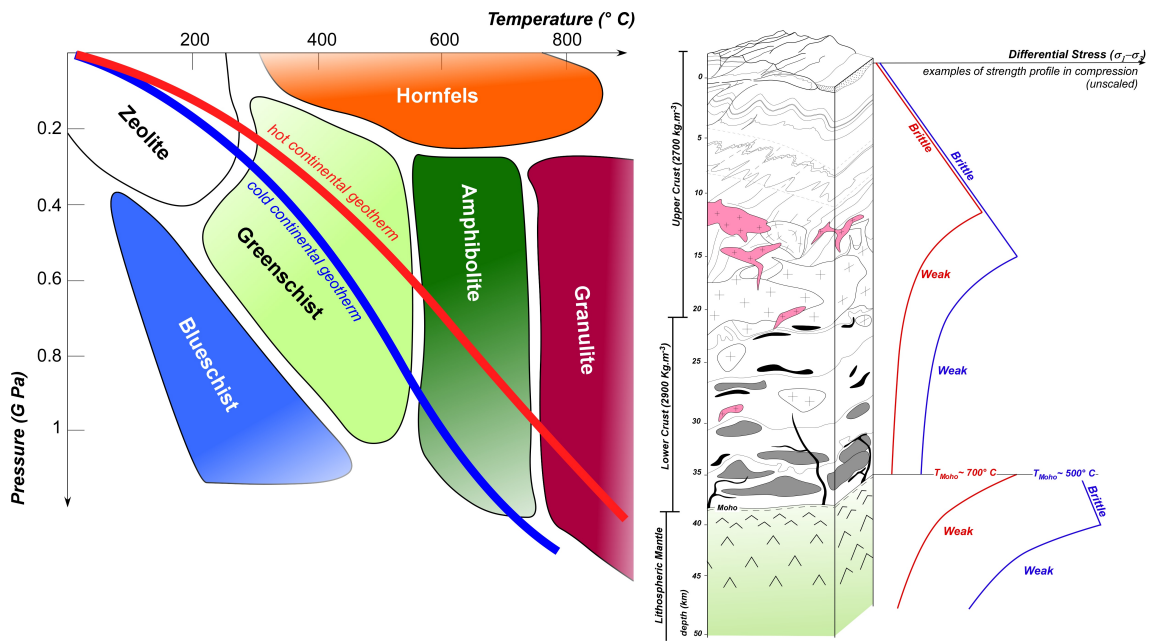 Temperature (° C)
200
400
600
800
Pressure (G Pa)
0.2
0.4
0.6
0.8
1
Zeolite
Hornfels
Greenschist
Blueschist
Amphibolite
Granulite
hot continental geotherm
cold continental geotherm
Differential Stress (σ₁–σ₃)
examples of strength profile in compression
(unscaled)
Upper Crust (2700 kg.m⁻³)
Lower Crust (2900 Kg.m⁻³)
Lithospheric Mantle
depth (km)
0
5
10
15
20
25
30
35
40
45
50
Moho
Brittle
Brittle
Weak
Weak
TMoho~ 700° C
TMoho~ 500° C
Brittle
Weak
Weak